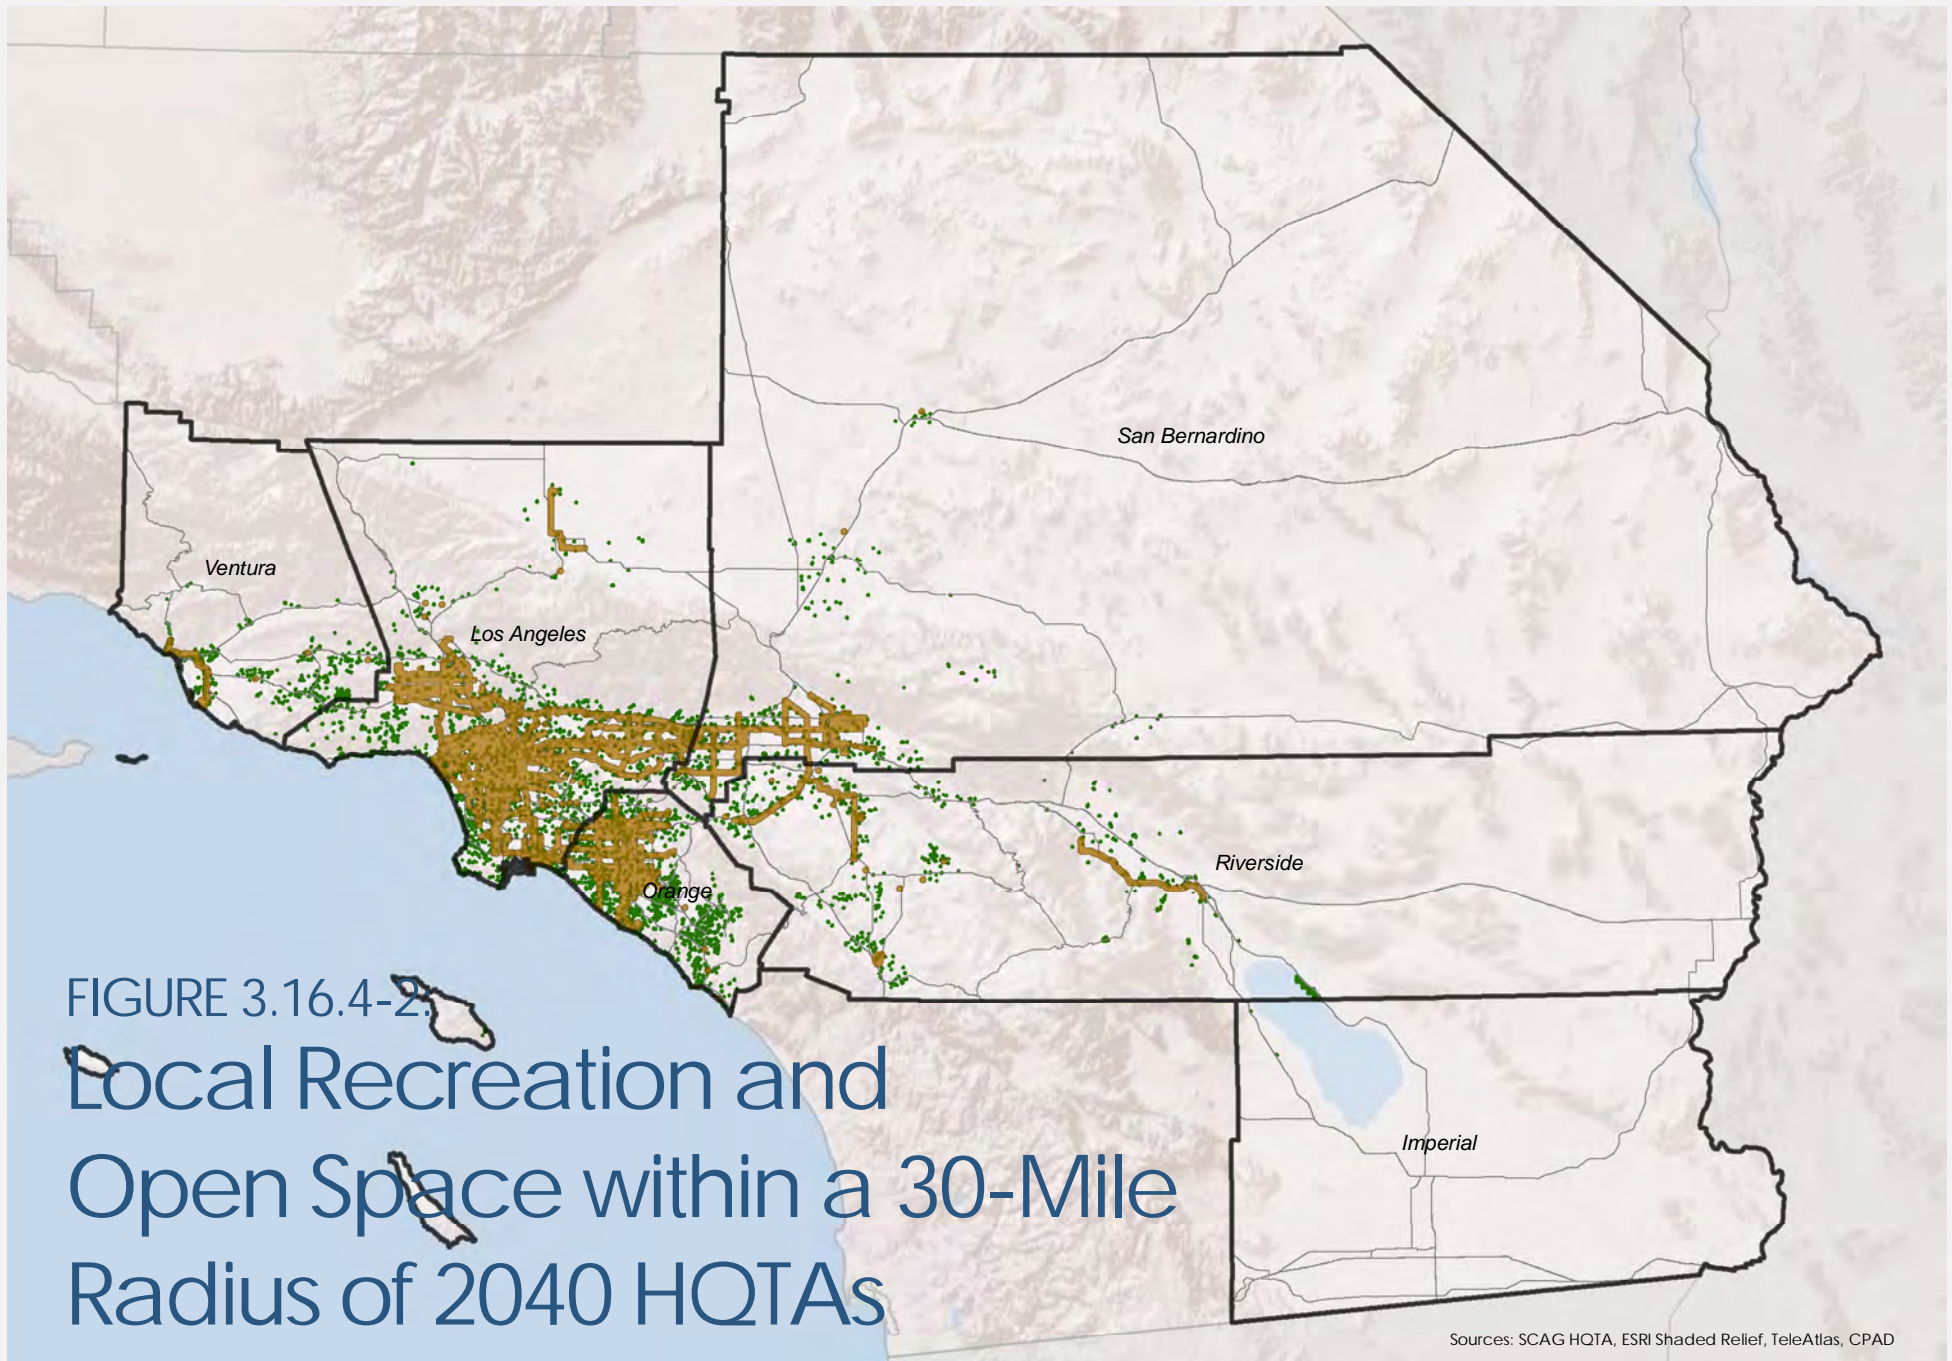 San Bernardino
Ventura
Los Angeles
Riverside
Orange
Imperial
FIGURE 3.16.4-2:
Local Recreation and
Open Space within a 30-Mile
Radius of 2040 HQTAs
Sources: SCAG HQTA, ESRI Shaded Relief, TeleAtlas, CPAD